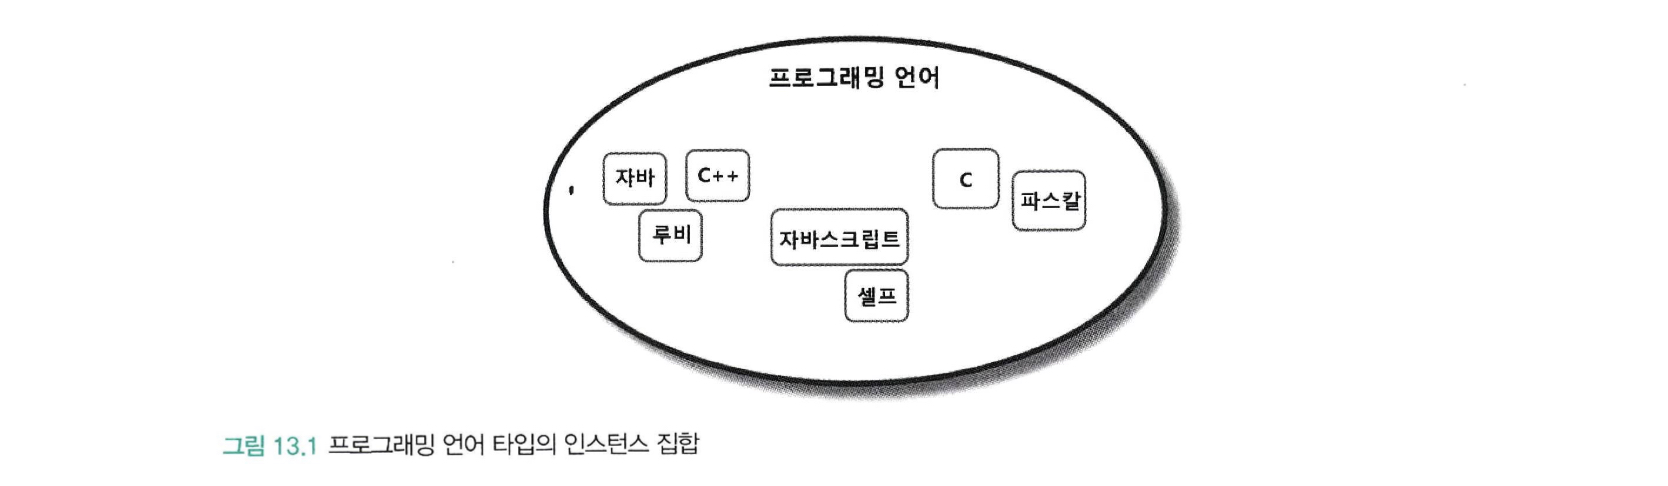 프로그래밍 언어
자바
C++
루비
자바스크립트
셀프
C
파스칼
그림 13.1 프로그래밍 언어 타입의 인스턴스 집합